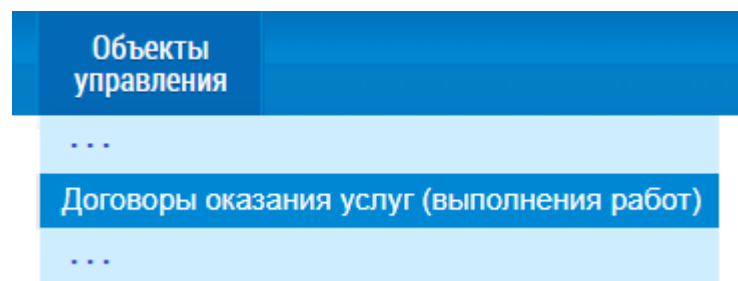 Объекты
управления
...
Договоры оказания услуг (выполнения работ)
...